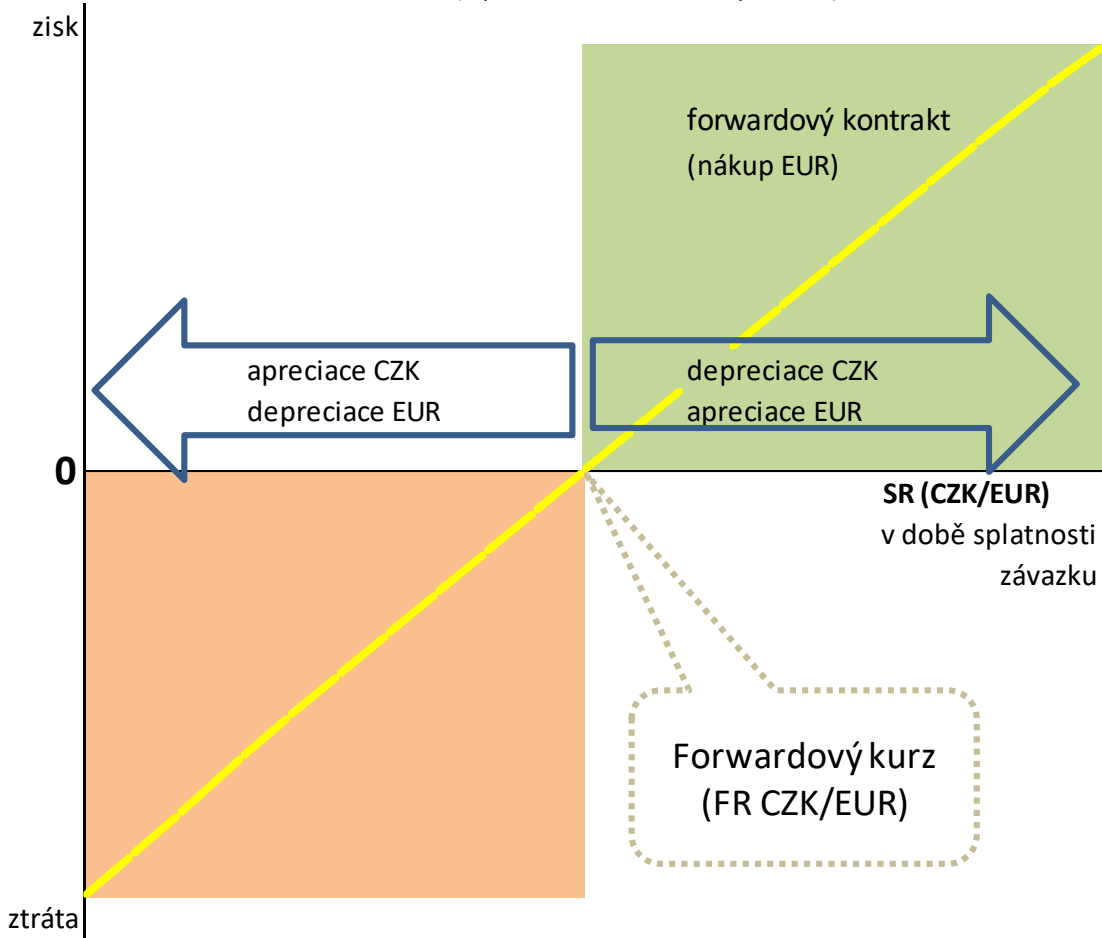 zisk
forwardový kontrakt
(nákup EUR)
apreciace CZK
depreciace EUR
depreciace CZK
apreciace EUR
0
SR (CZK/EUR)
v době splatnosti
závazku
Forwardový kurz
(FR CZK/EUR)
ztráta